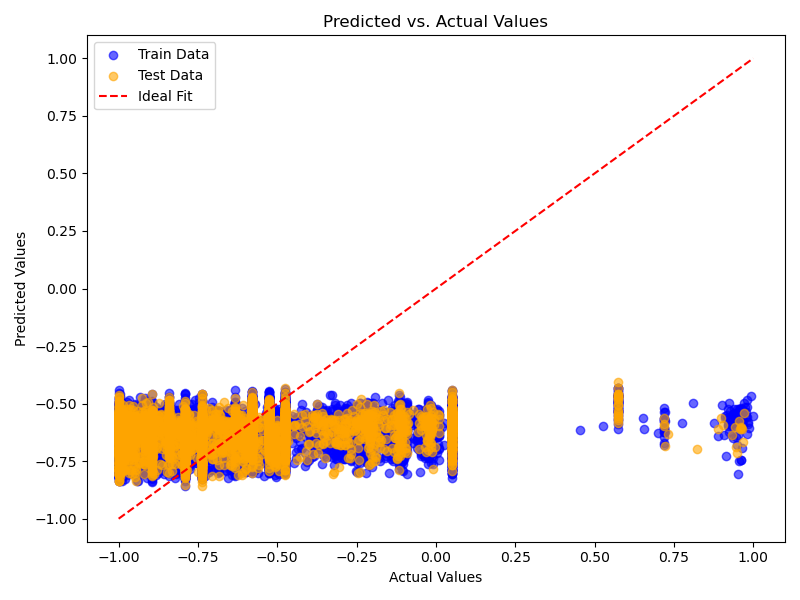 Predicted vs. Actual Values
Train Data
Test Data
Ideal Fit
1.00
0.75
0.50
0.25
0.00
−0.25
−0.50
−0.75
−1.00
Predicted Values
−1.00 −0.75 −0.50 −0.25 0.00 0.25 0.50 0.75 1.00
Actual Values